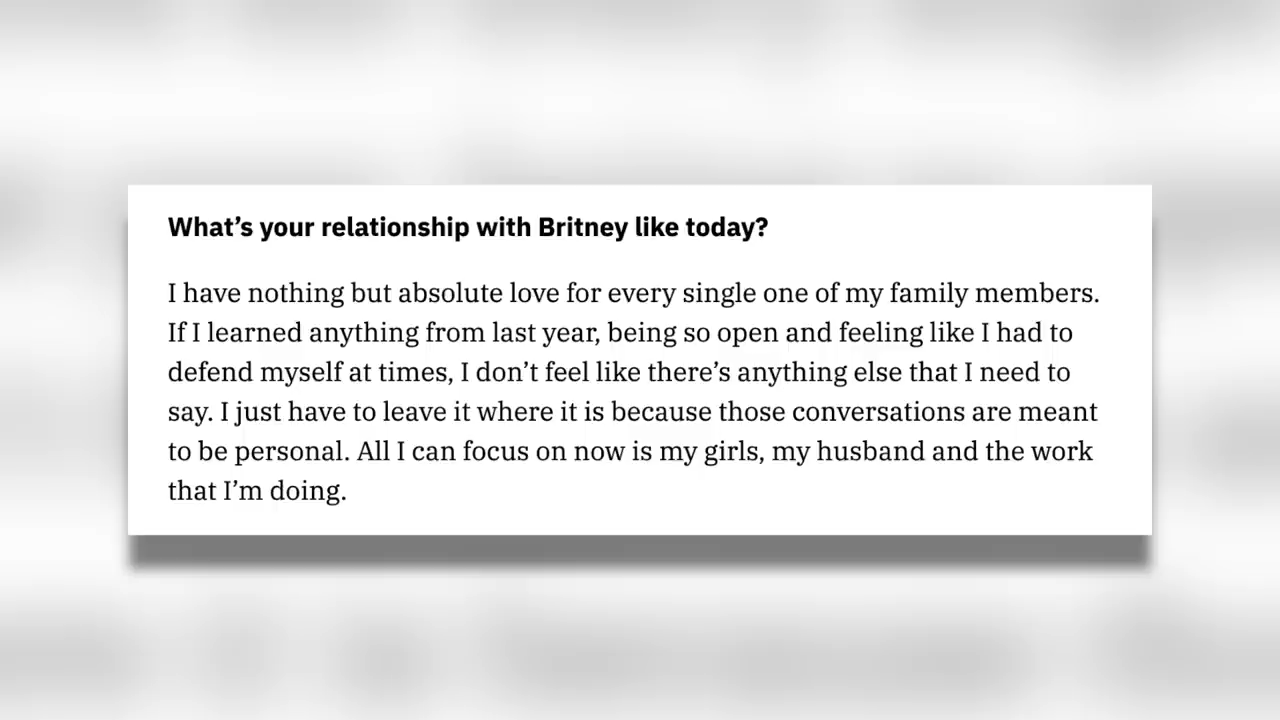 What’s your relationship with Britney like today?
I have nothing but absolute love for every single one of my family members.
If I learned anything from last year, being so open and feeling like I had to
defend myself at times, I don’t feel like there’s anything else that I need to
say. I just have to leave it where it is because those conversations are meant
to be personal. All I can focus on now is my girls, my husband and the work
that I’m doing.